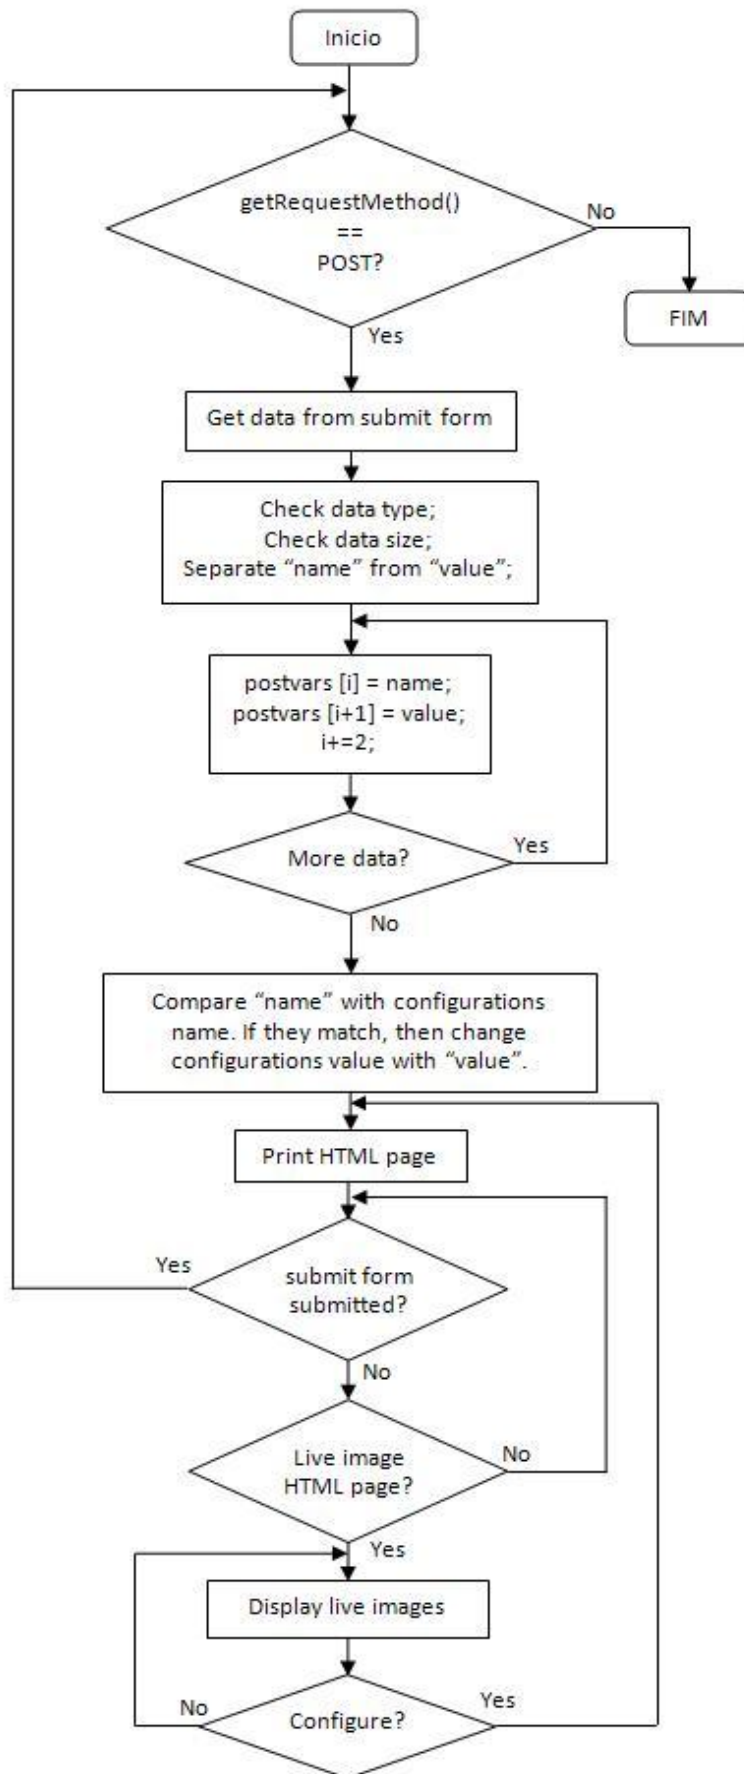 Inicio
getRequestMethod()
==
POST?
No
FIM
Yes
Get data from submit form
Check data type;
Check data size;
Separate “name” from “value”;
postvars [i] = name;
postvars [i+1] = value;
i+=2;
More data?
Yes
No
Compare “name” with configurations
name. If they match, then change
configurations value with “value”.
Print HTML page
Yes
submit form
submitted?
No
Live image
HTML page?
No
Yes
Display live images
No
Configure?
Yes